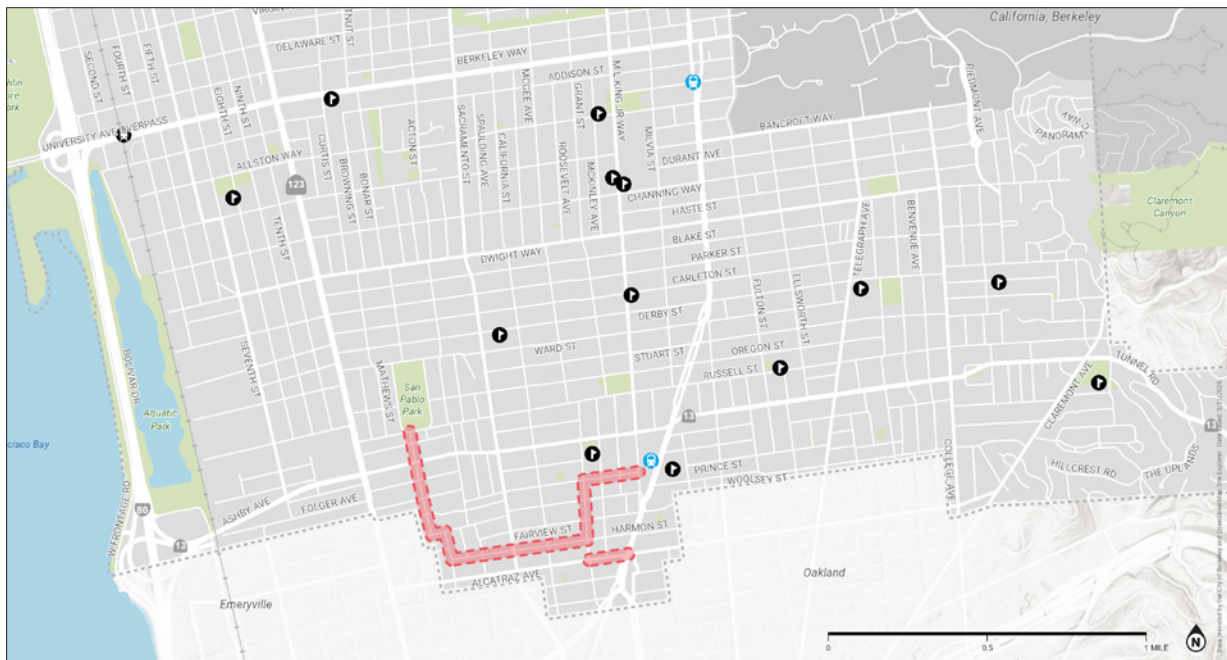 California, Berkeley
VIRGINIA
DELAWARE ST
BERKELEY WAY
ADDISON ST
SECOND ST
FOURTH ST
FIFTH ST
EIGHTH ST
NINTH ST
UNIVERSITY AVE OVERPASS
ALLSTON WAY
CURTIS ST
BROWNING ST
BONAR ST
ACTON ST
SACRAMENTO ST
SPAULDING AVE
CALIFORNIA ST
MCGEE AVE
ROOSEVELT AVE
GRANT ST
MCKINLEY AVE
M L KING JR WAY
MILVIA ST
BANCROFT WAY
DURANT AVE
CHANNING WAY
HASTE ST
PIEDMONT AVE
PANORAM
WAY
Claremont
Canyon
123
TENTH ST
DWIGHT WAY
BLAKE ST
PARKER ST
CARLETON ST
DERBY ST
TELEGRAPH AVE
BENVENUE AVE
FULTON ST
ELLSWORTH ST
WARD ST
STUART ST
OREGON ST
RUSSELL ST
SEVENTH ST
BOLIVAR DR
Aquatic
Park
MATHEWS ST
San
Pablo
Park
13
CLAREMONT AVE
TUNNEL RD
13
cisco Bay
PRINCE ST
WOOLSEY ST
COLLEGE AVE
HILLCREST RD
THE UPLANDS
W FRONTAGE RD
80
13
ASHBY AVE
FOLGER AVE
FAIRVIEW ST
HARMON ST
ALCATRAZ AVE
Emeryville
Oakland
0
0.5
1 MILE
N